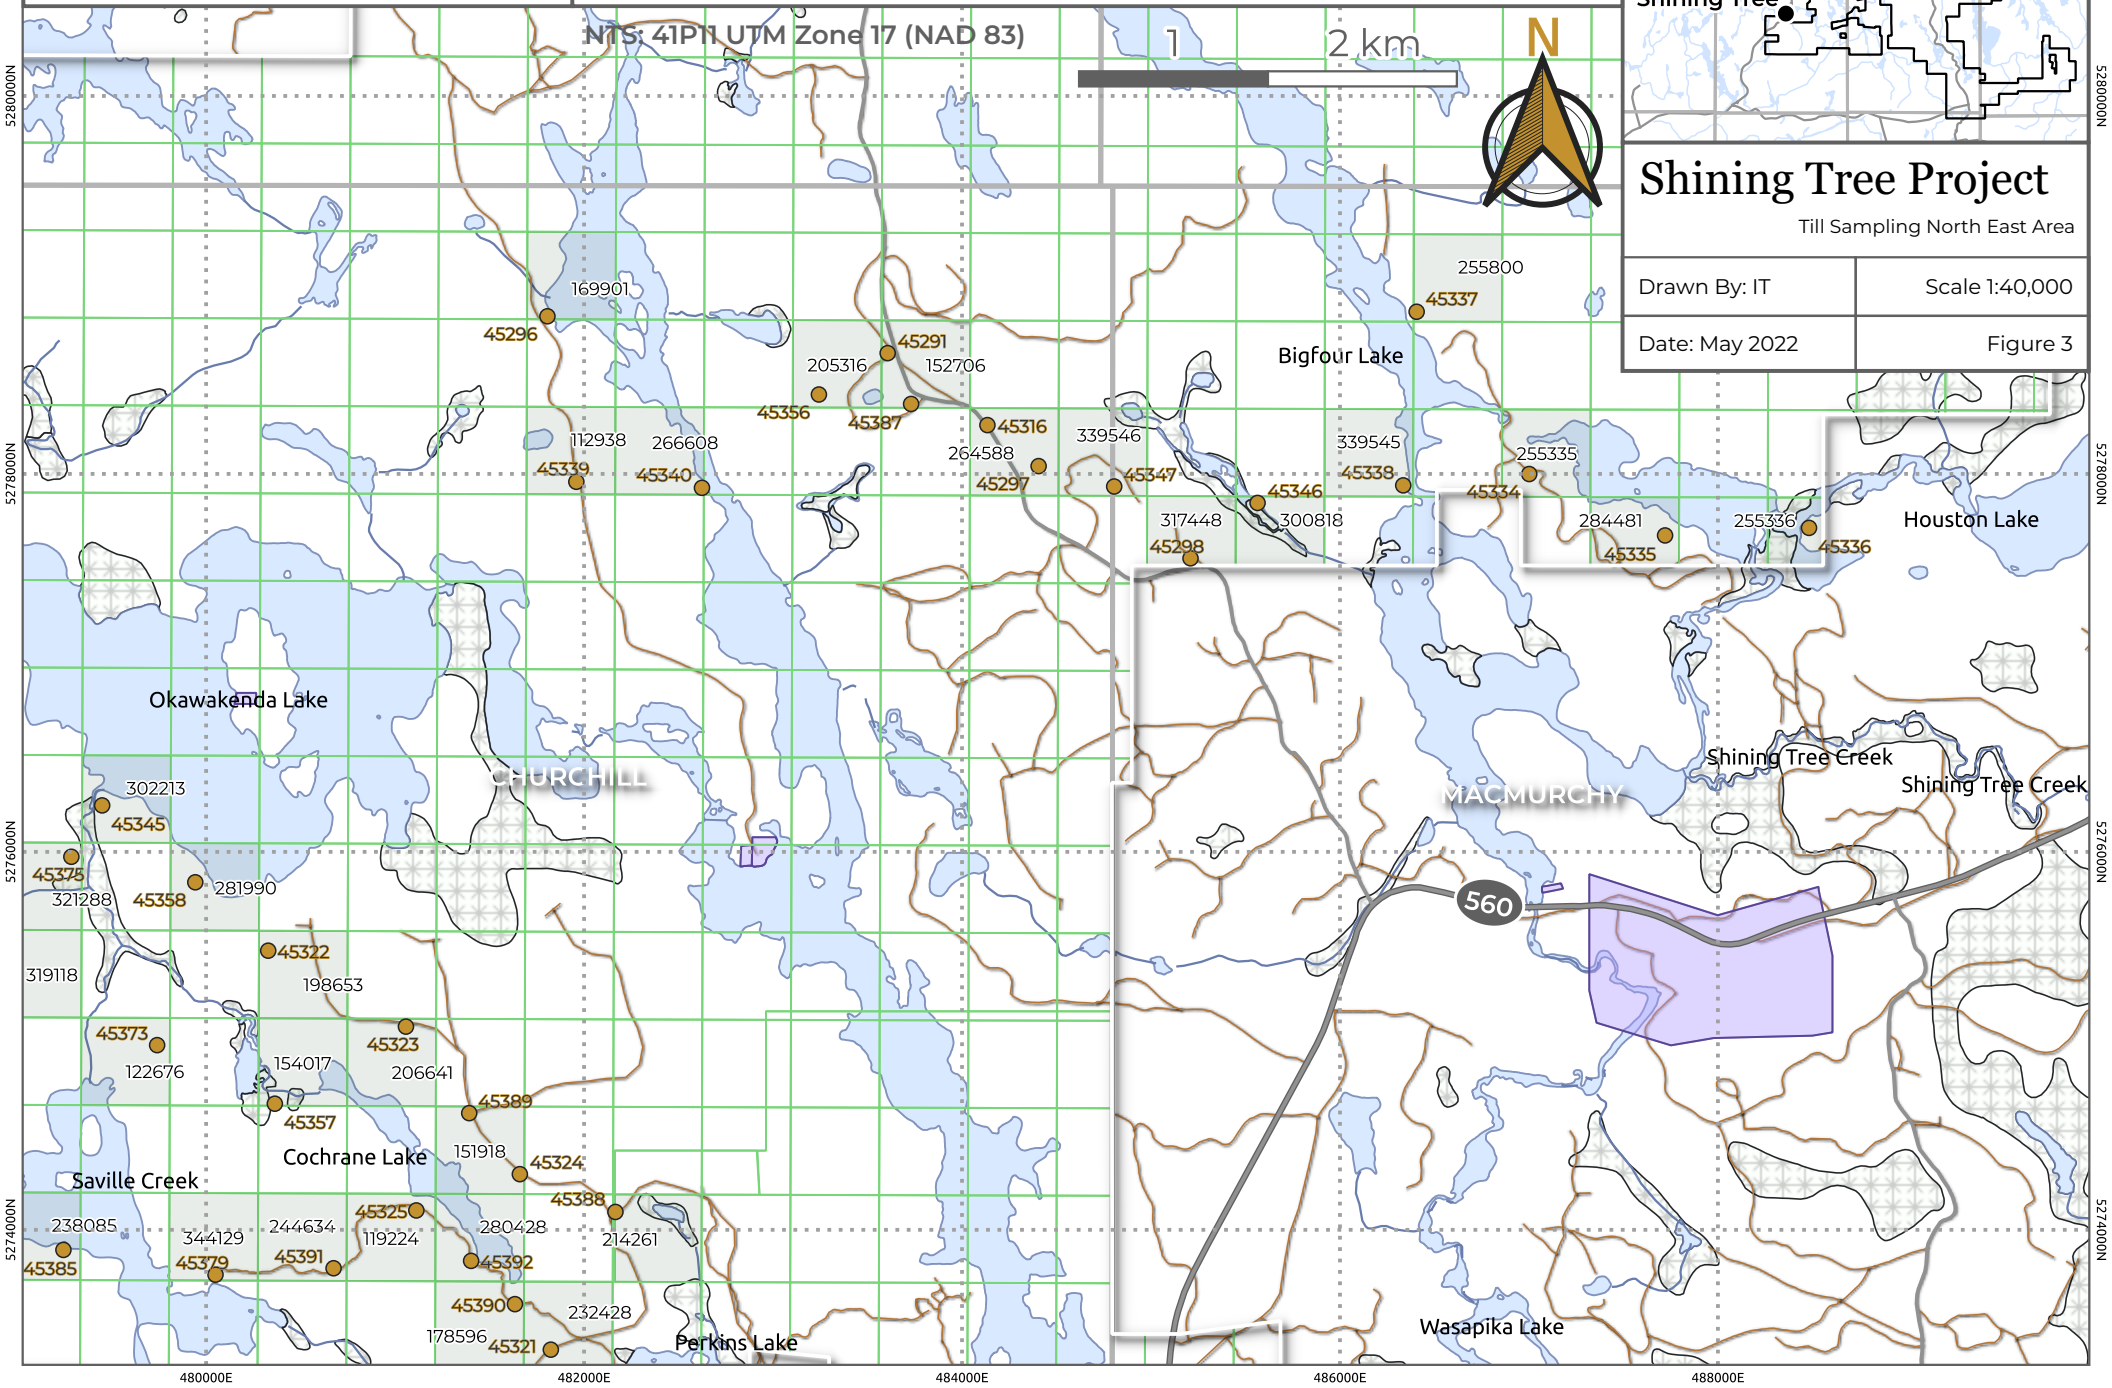 Shining Tree
NTS: 41P11 UTM Zone 17 (NAD 83)
1
2 km
N
5280000N
5280000N
Shining Tree Project
Till Sampling North East Area
Drawn By: IT
Scale 1:40,000
Date: May 2022
Figure 3
169901
45296
255800
45337
45291
205316
152706
45356
45387
Bigfour Lake
45316
339546
264588
45297
45347
112938
266608
45339
45340
339545
45338
255335
45334
5278000N
5278000N
45346
317448
300818
45298
284481
45335
255336
45336
Houston Lake
Okawakenda Lake
CHURCHILL
MACMURCHY
Shining Tree Creek
Shining Tree Creek
302213
45345
5276000N
5276000N
45375
321288
45358
281990
560
45322
319118
198653
45373
45323
122676
154017
206641
45389
45357
151918
Cochrane Lake
45324
Saville Creek
45388
238085
45325
244634
344129
119224
280428
214261
5274000N
5274000N
45385
45379
45391
45392
45390
232428
178596
45321
Perkins Lake
Wasapika Lake
480000E
482000E
484000E
486000E
488000E